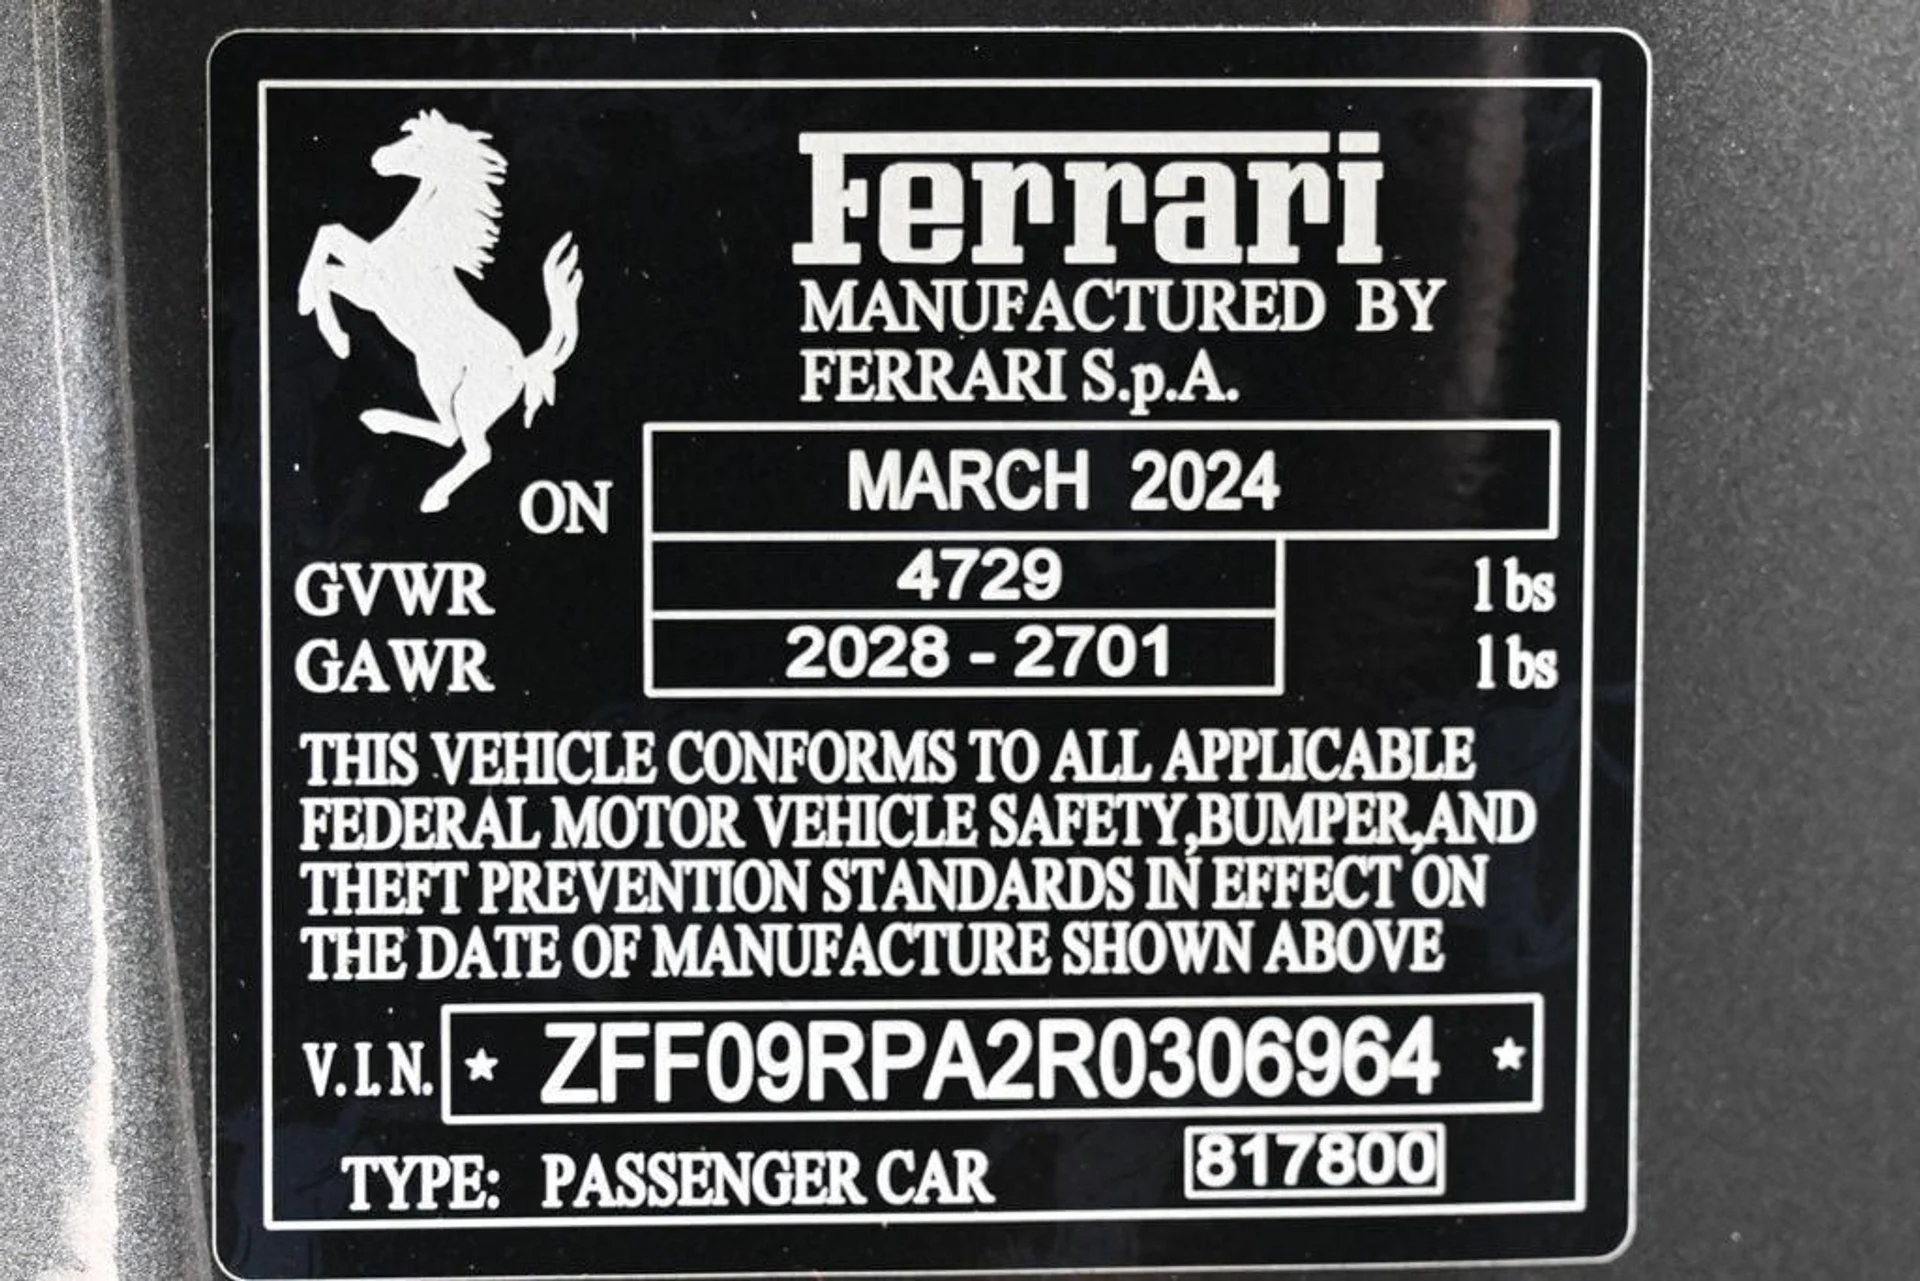 Ferrari
MANUFACTURED BY
FERRARI S.p.A.
ON MARCH 2024
GVWR 4729 lbs
GAWR 2028 - 2701 lbs
THIS VEHICLE CONFORMS TO ALL APPLICABLE
FEDERAL MOTOR VEHICLE SAFETY,BUMPER,AND
THEFT PREVENTION STANDARDS IN EFFECT ON
THE DATE OF MANUFACTURE SHOWN ABOVE
V.I.N. ★ ZFF09RPA2R0306964 ★
TYPE: PASSENGER CAR 817800